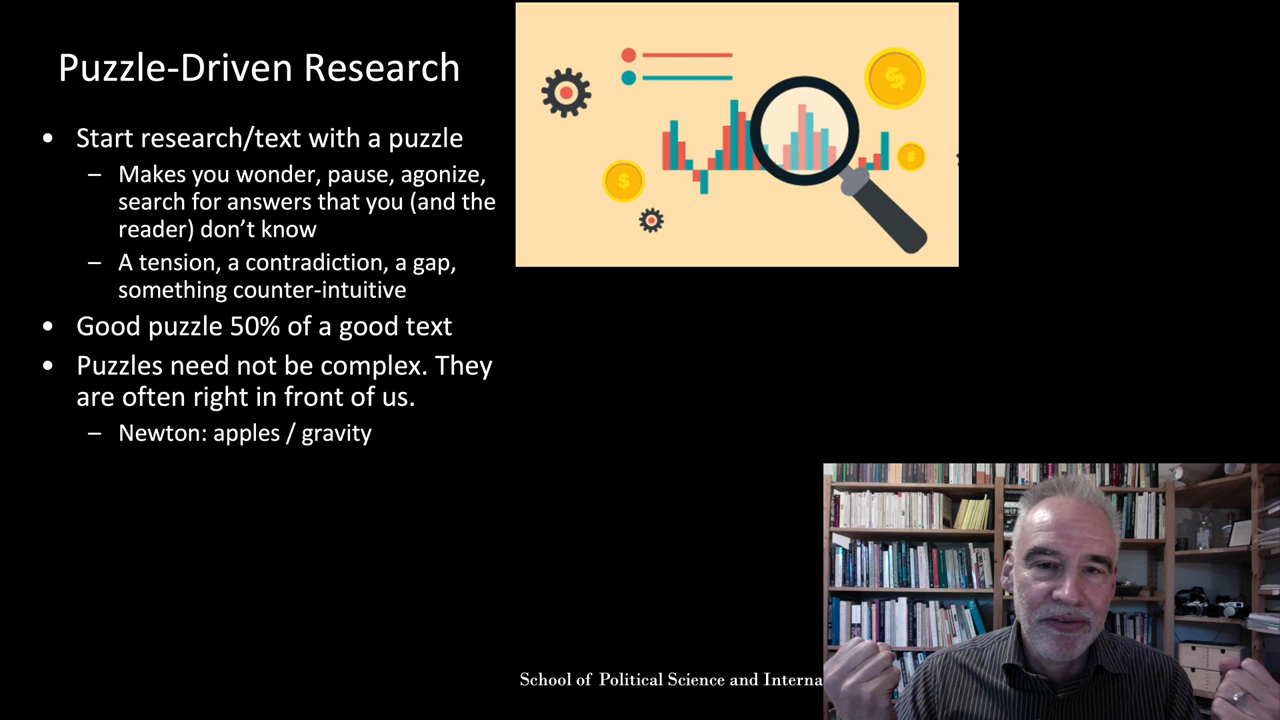 Puzzle-Driven Research
• Start research/text with a puzzle
– Makes you wonder, pause, agonize,
search for answers that you (and the
reader) don’t know
– A tension, a contradiction, a gap,
something counter-intuitive
• Good puzzle 50% of a good text
• Puzzles need not be complex. They
are often right in front of us.
– Newton: apples / gravity
$
$
$
School of Political Science and Interna